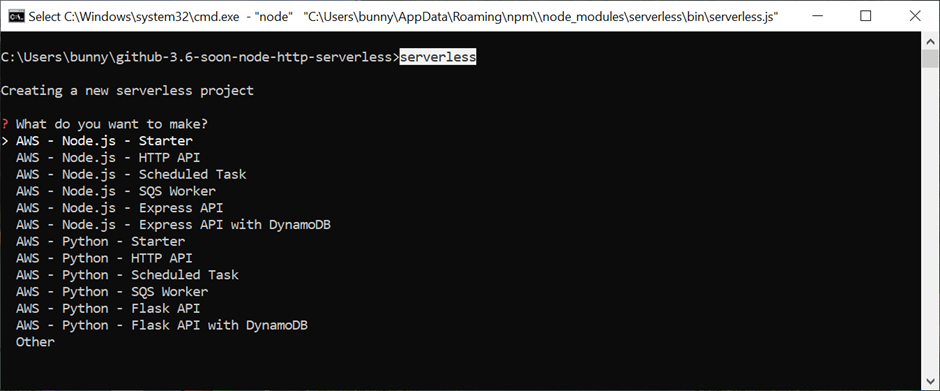 Select C:\Windows\system32\cmd.exe - "node" "C:\Users\bunny\AppData\Roaming\npm\\node_modules\serverless\bin\serverless.js"
C:\Users\bunny\github-3.6-soon-node-http-serverless>serverless
Creating a new serverless project
? What do you want to make?
> AWS - Node.js - Starter
AWS - Node.js - HTTP API
AWS - Node.js - Scheduled Task
AWS - Node.js - SQS Worker
AWS - Node.js - Express API
AWS - Node.js - Express API with DynamoDB
AWS - Python - Starter
AWS - Python - HTTP API
AWS - Python - Scheduled Task
AWS - Python - SQS Worker
AWS - Python - Flask API
AWS - Python - Flask API with DynamoDB
Other